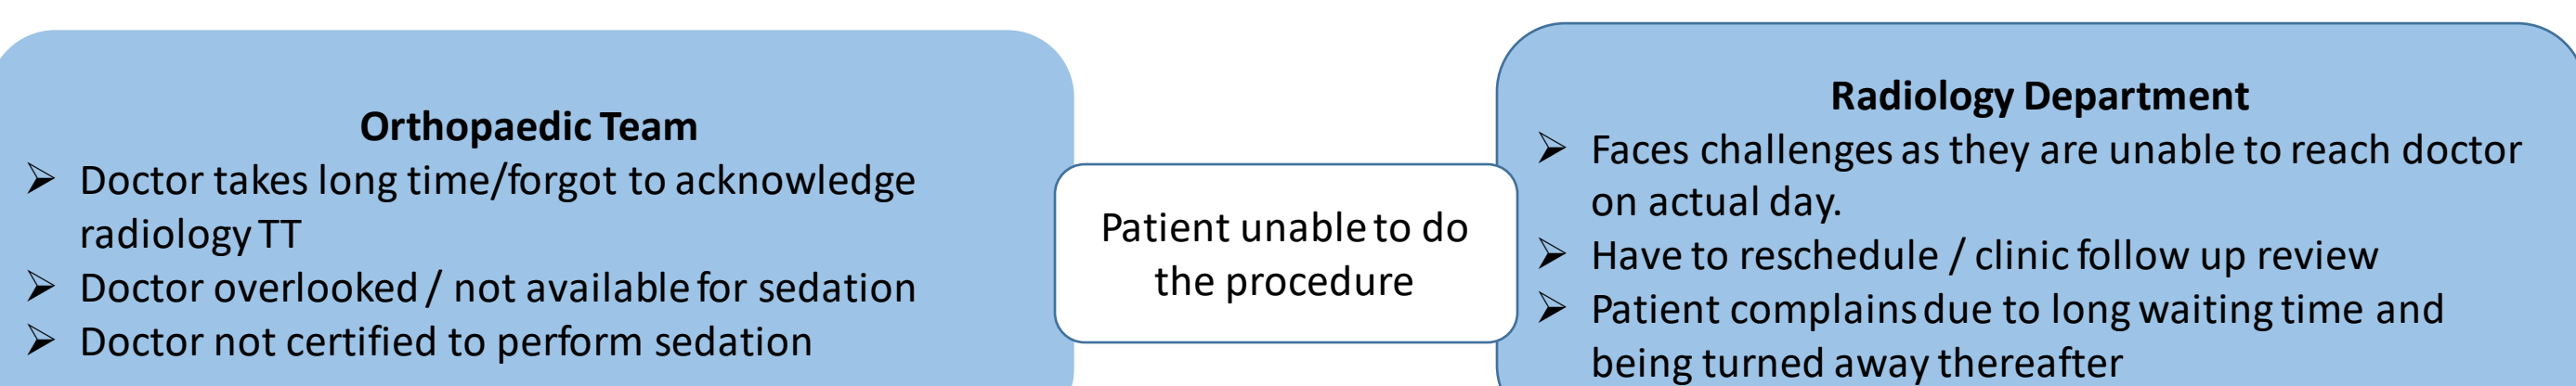 Orthopaedic Team
➢ Doctor takes long time/forgot to acknowledge
radiology TT
➢ Doctor overlooked / not available for sedation
➢ Doctor not certified to perform sedation
Patient unable to do
the procedure
Radiology Department
➢ Faces challenges as they are unable to reach doctor
on actual day.
➢ Have to reschedule / clinic follow up review
➢ Patient complains due to long waiting time and
being turned away thereafter